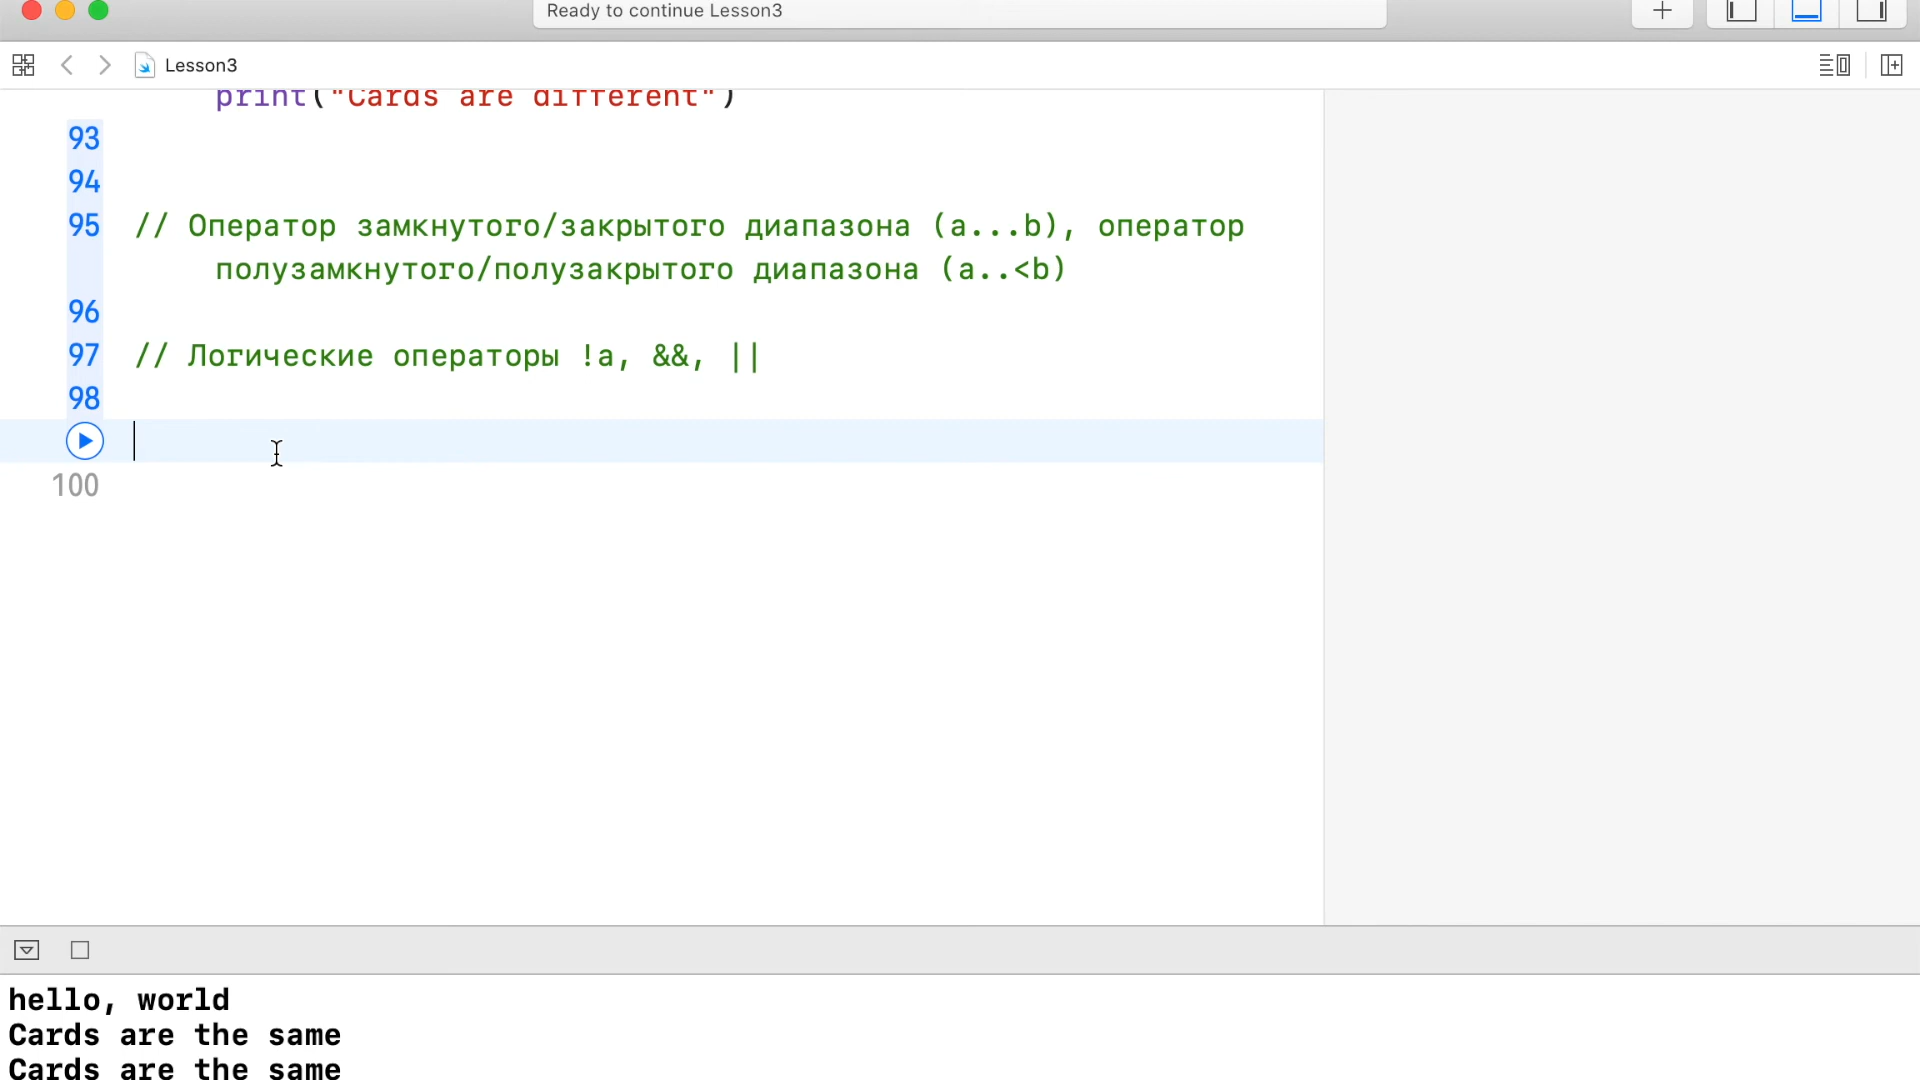 Ready to continue Lesson3
Lesson3
print("Cards are different")
93
94
95 // Оператор замкнутого/закрытого диапазона (a...b), оператор
полузамкнутого/полузакрытого диапазона (a..<b)
96
97 // Логические операторы !a, &&, ||
98
100
hello, world
Cards are the same
Cards are the same